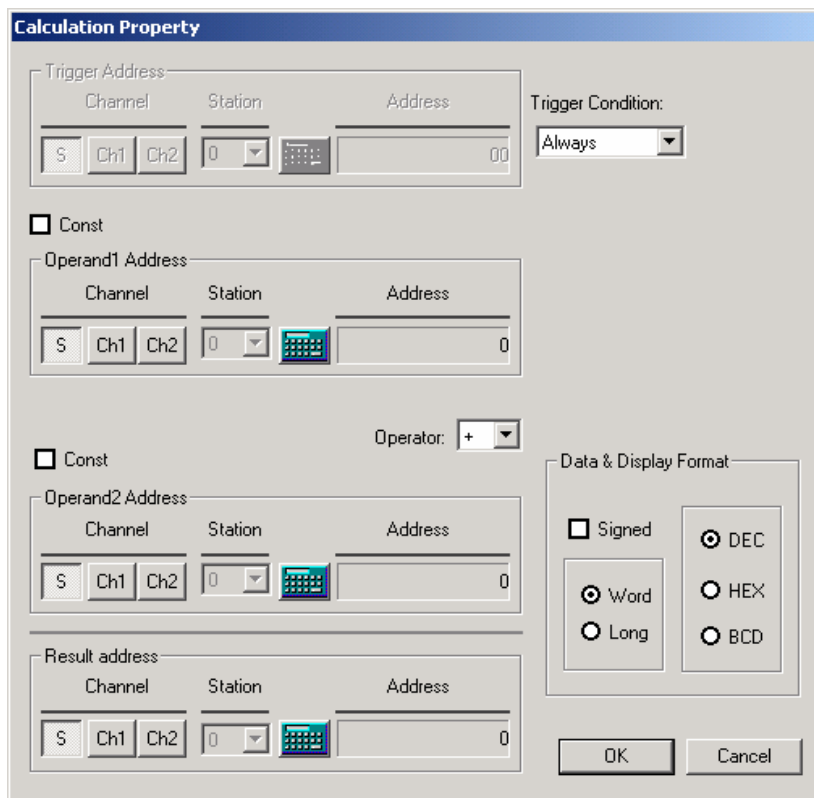 Calculation Property
Trigger Address
Channel Station Address
S Ch1 Ch2 0 00
Trigger Condition:
Always
Const
Operand1 Address
Channel Station Address
S Ch1 Ch2 0 0
Operator: +
Const
Operand2 Address
Channel Station Address
S Ch1 Ch2 0 0
Result address
Channel Station Address
S Ch1 Ch2 0 0
Data & Display Format
Signed
Word
Long
DEC
HEX
BCD
OK Cancel